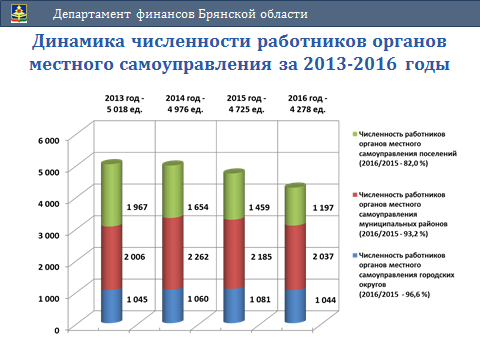 Департамент финансов Брянской области
Динамика численности работников органов
местного самоуправления за 2013-2016 годы
2013 год - 2014 год - 2015 год - 2016 год -
5 018 ед. 4 976 ед. 4 725 ед. 4 278 ед.
6 000
5 000
4 000
3 000
2 000
1 000
0
1 967 1 654 1 459 1 197
2 006 2 262 2 185 2 037
1 045 1 060 1 081 1 044
Численность работников
органов местного
самоуправления поселений
(2016/2015 - 82,0 %)
Численность работников
органов местного
самоуправления
муниципальных районов
(2016/2015 - 93,2 %)
Численность работников
органов местного
самоуправления городских
округов
(2016/2015 - 96,6 %)